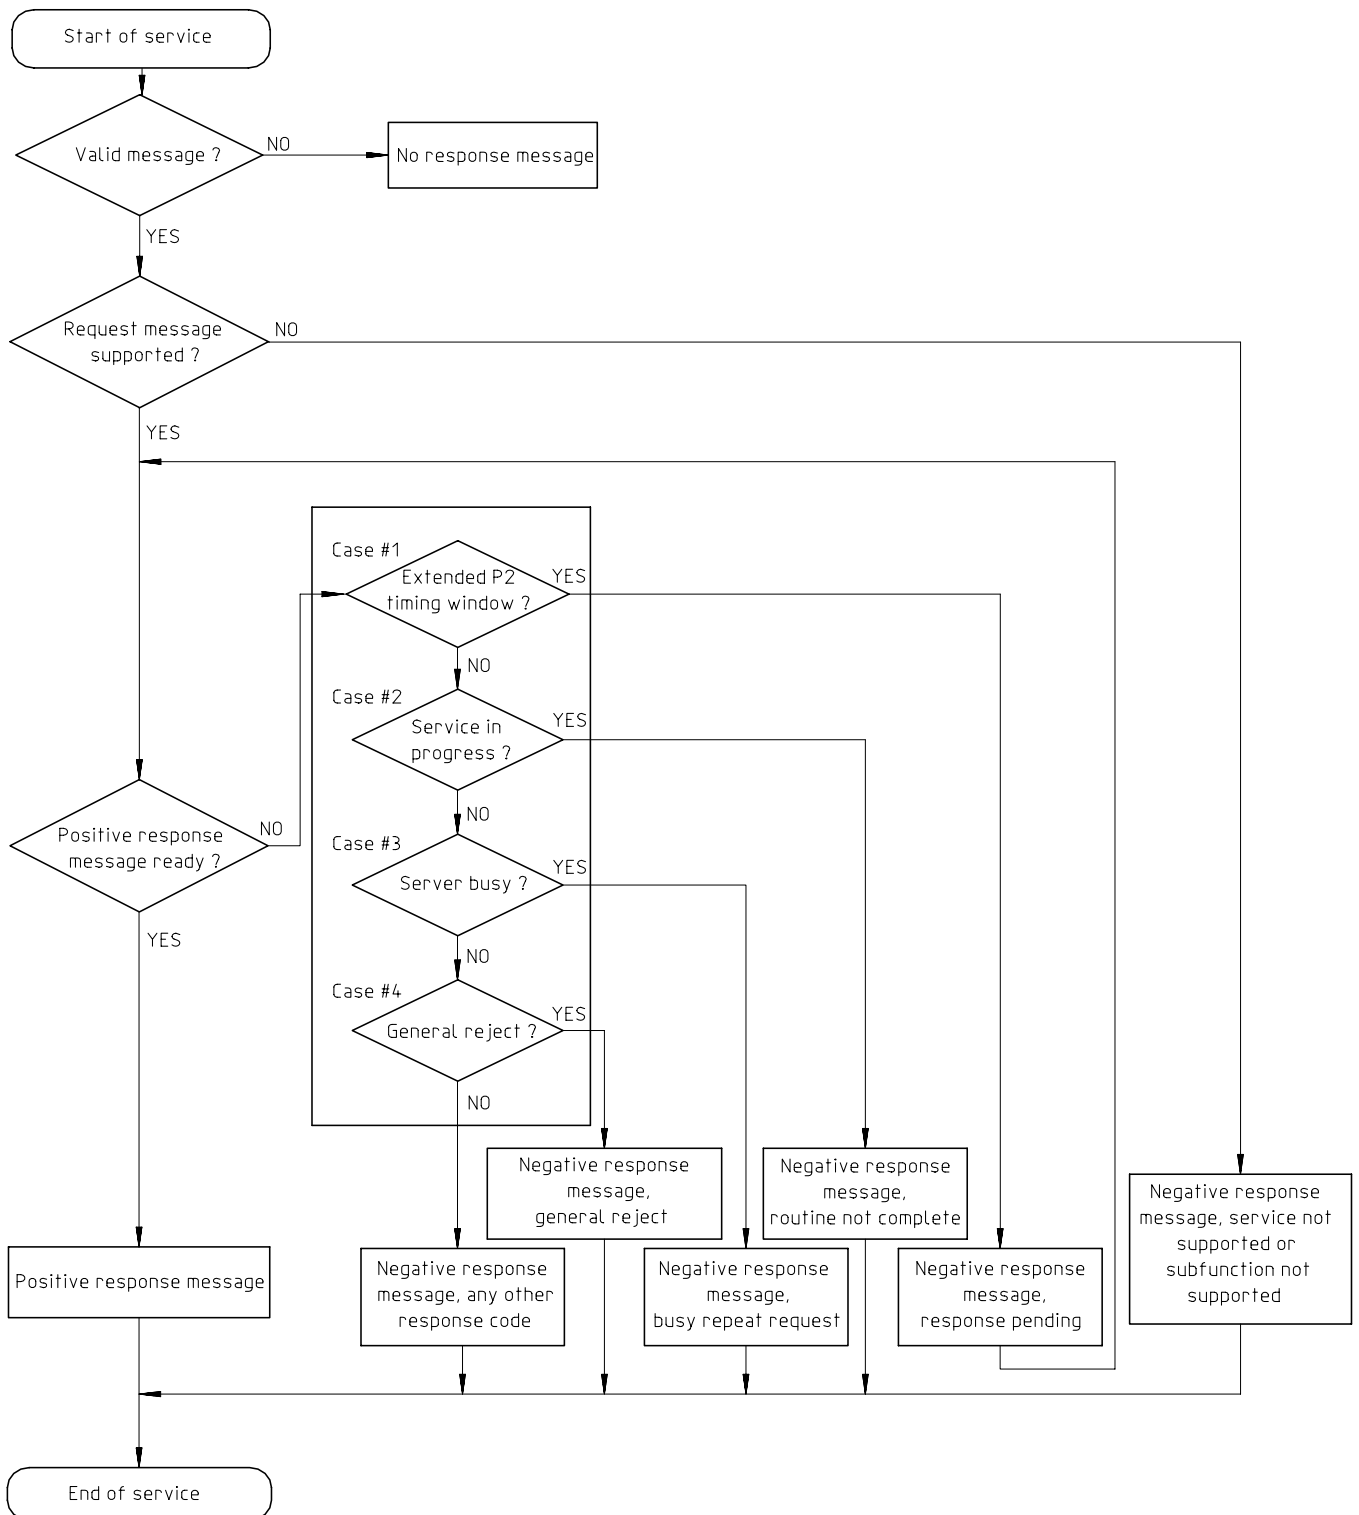 Start of service
Valid message ?
NO
No response message
YES
Request message
supported ?
NO
YES
Case #1
Extended P2
timing window ?
YES
NO
Case #2
Service in
progress ?
YES
NO
Positive response
message ready ?
NO
Case #3
Server busy ?
YES
YES
NO
Case #4
General reject ?
YES
NO
Negative response
message,
general reject
Negative response
message,
routine not complete
Negative response
message, service not
supported or
subfunction not
supported
Positive response message
Negative response
message, any other
response code
Negative response
message,
busy repeat request
Negative response
message,
response pending
End of service